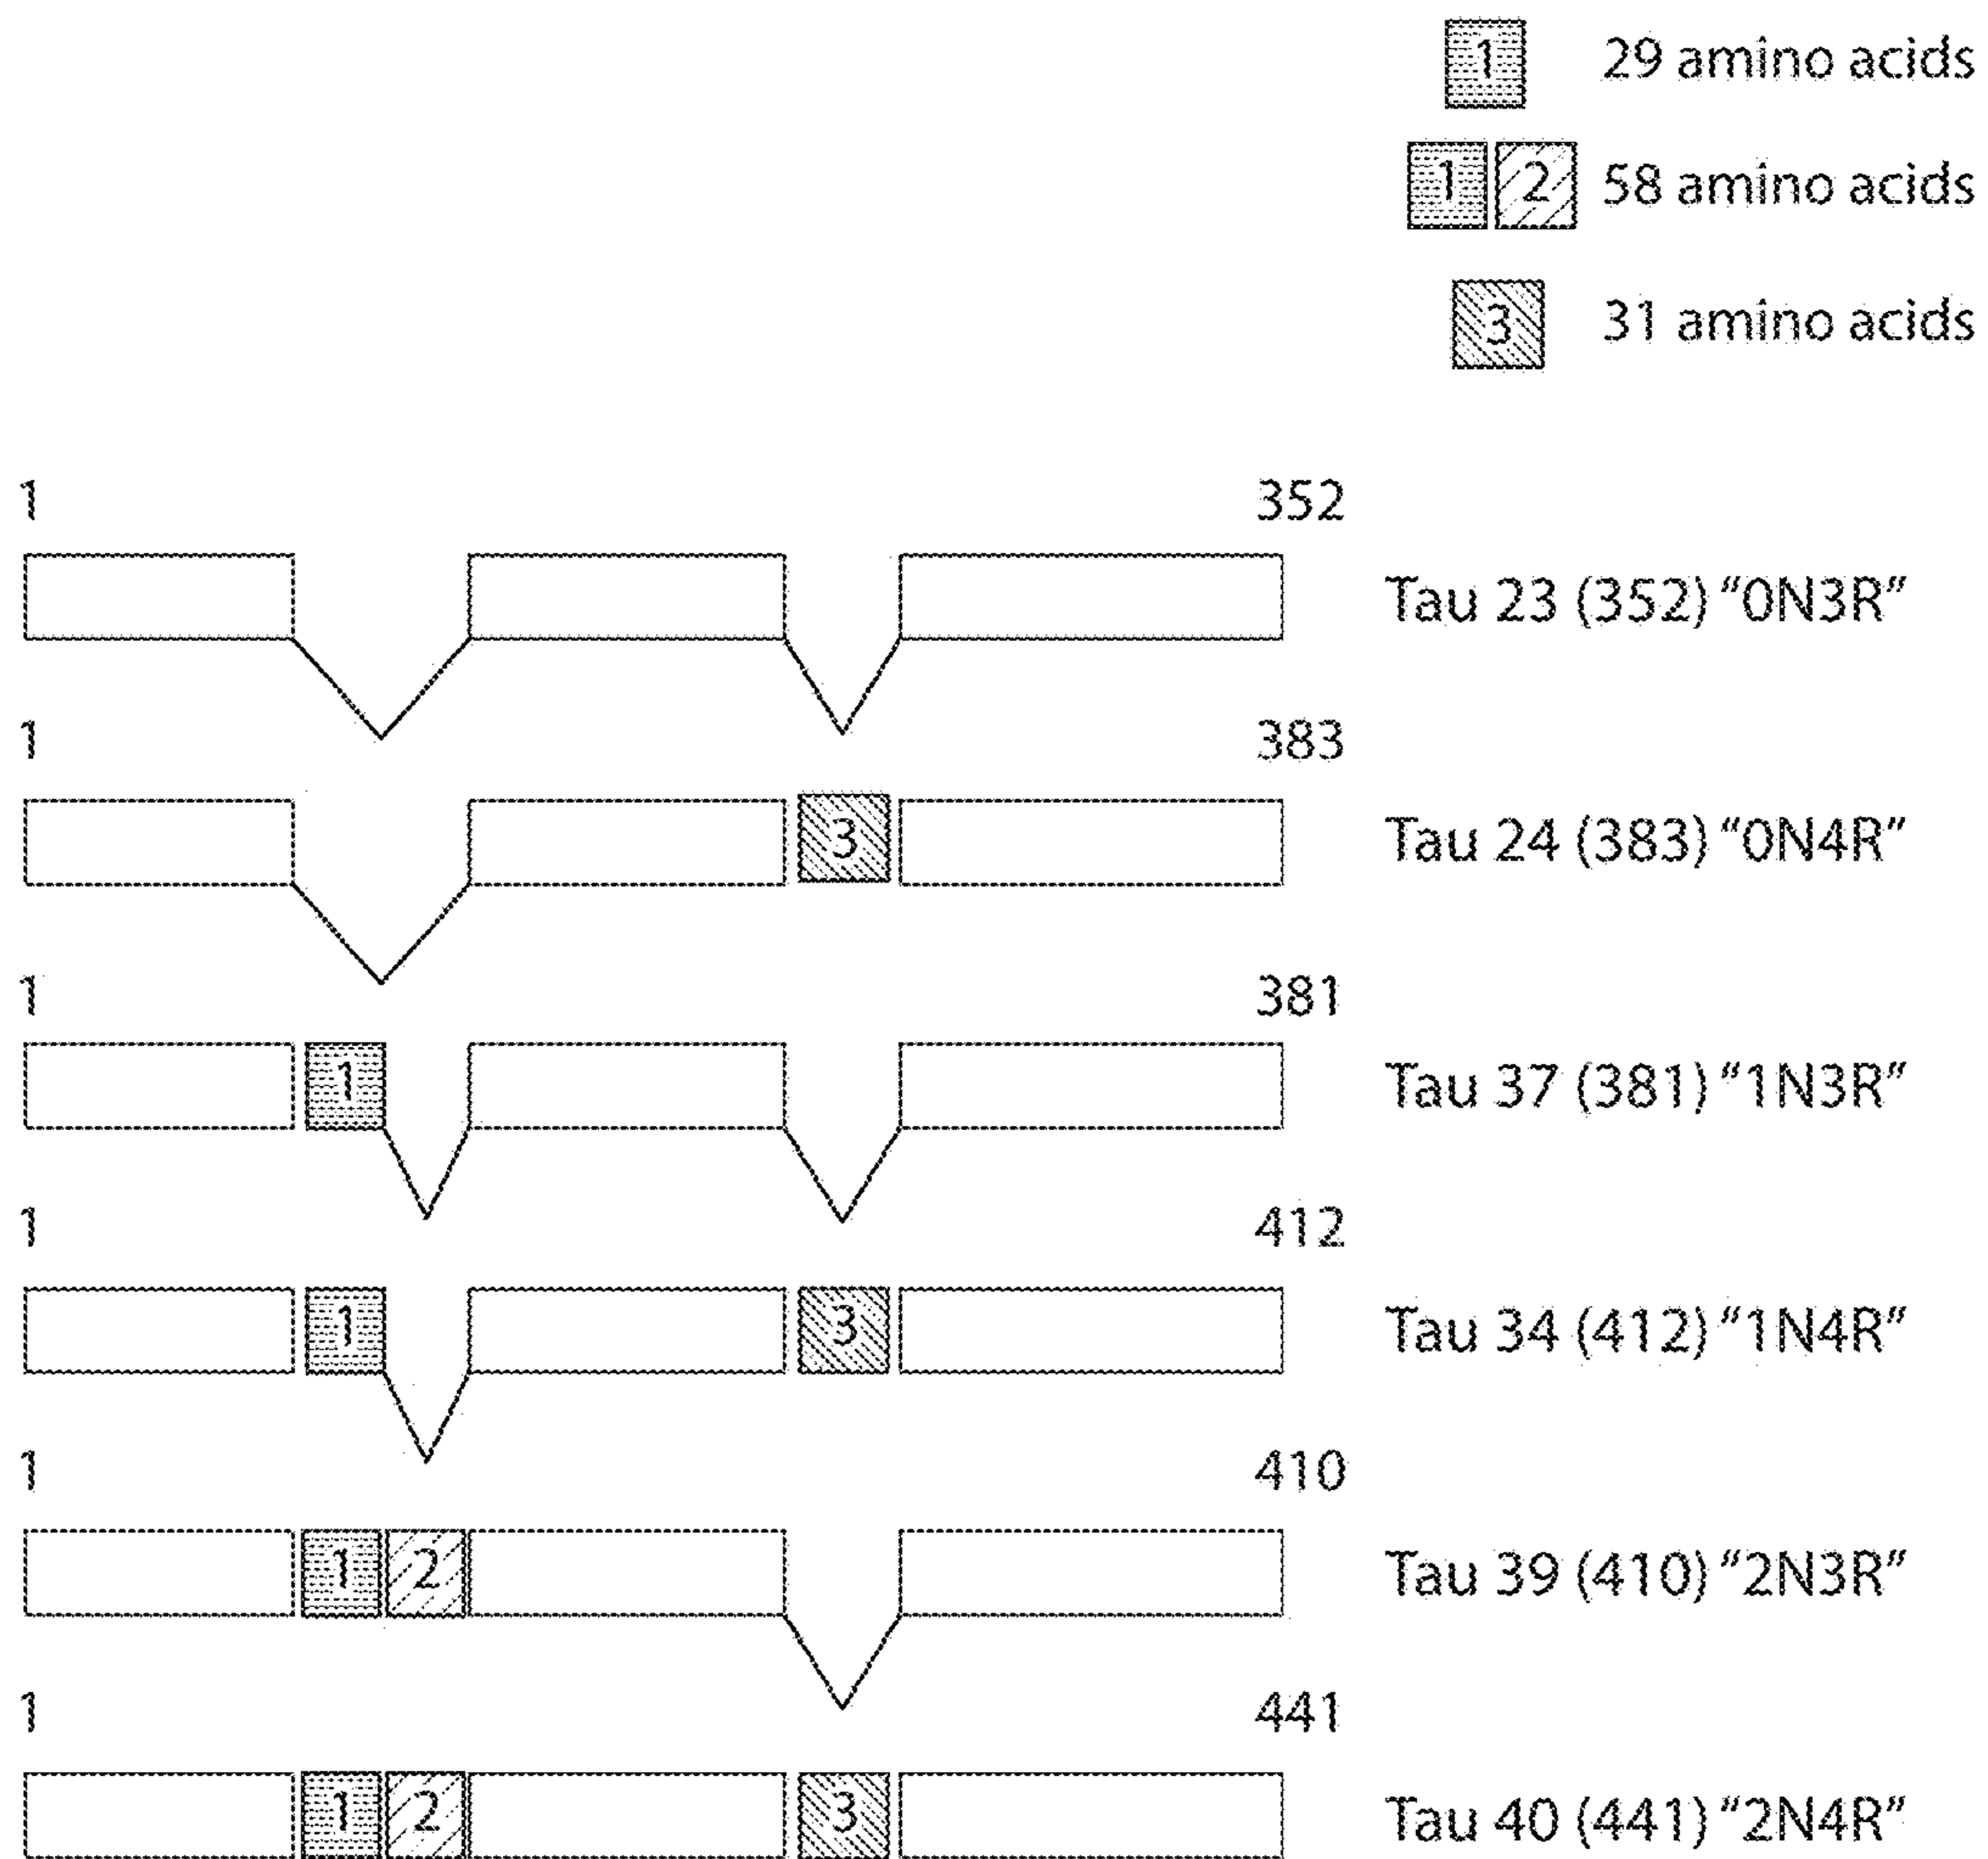 1 29 amino acids
1 2 58 amino acids
3 31 amino acids
1 352
Tau 23 (352) "0N3R"
1 383
3 Tau 24 (383) "0N4R"
1 381
1 Tau 37 (381) "1N3R"
1 412
1 3 Tau 34 (412) "1N4R"
1 410
1 2 Tau 39 (410) "2N3R"
1 441
1 2 3 Tau 40 (441) "2N4R"